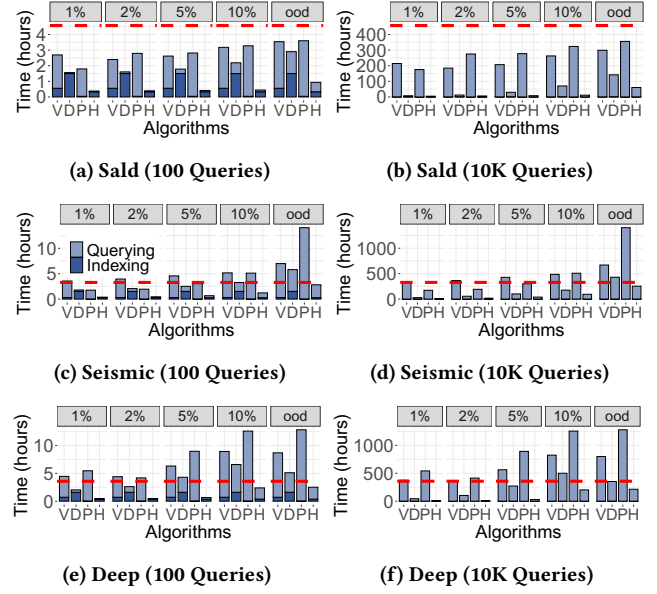 1% 2% 5% 10% ood
Time (hours)
4
3
2
1
0
VDPH VDPH VDPH VDPH VDPH
Algorithms
(a) Sald (100 Queries)
1% 2% 5% 10% ood
Time (hours)
400
300
200
100
0
VDPH VDPH VDPH VDPH VDPH
Algorithms
(b) Sald (10K Queries)
1% 2% 5% 10% ood
Time (hours)
10
5
0
Querying
Indexing
VDPH VDPH VDPH VDPH VDPH
Algorithms
(c) Seismic (100 Queries)
1% 2% 5% 10% ood
Time (hours)
1000
500
0
VDPH VDPH VDPH VDPH VDPH
Algorithms
(d) Seismic (10K Queries)
1% 2% 5% 10% ood
Time (hours)
10
5
0
VDPH VDPH VDPH VDPH VDPH
Algorithms
(e) Deep (100 Queries)
1% 2% 5% 10% ood
Time (hours)
1000
500
0
VDPH VDPH VDPH VDPH VDPH
Algorithms
(f) Deep (10K Queries)